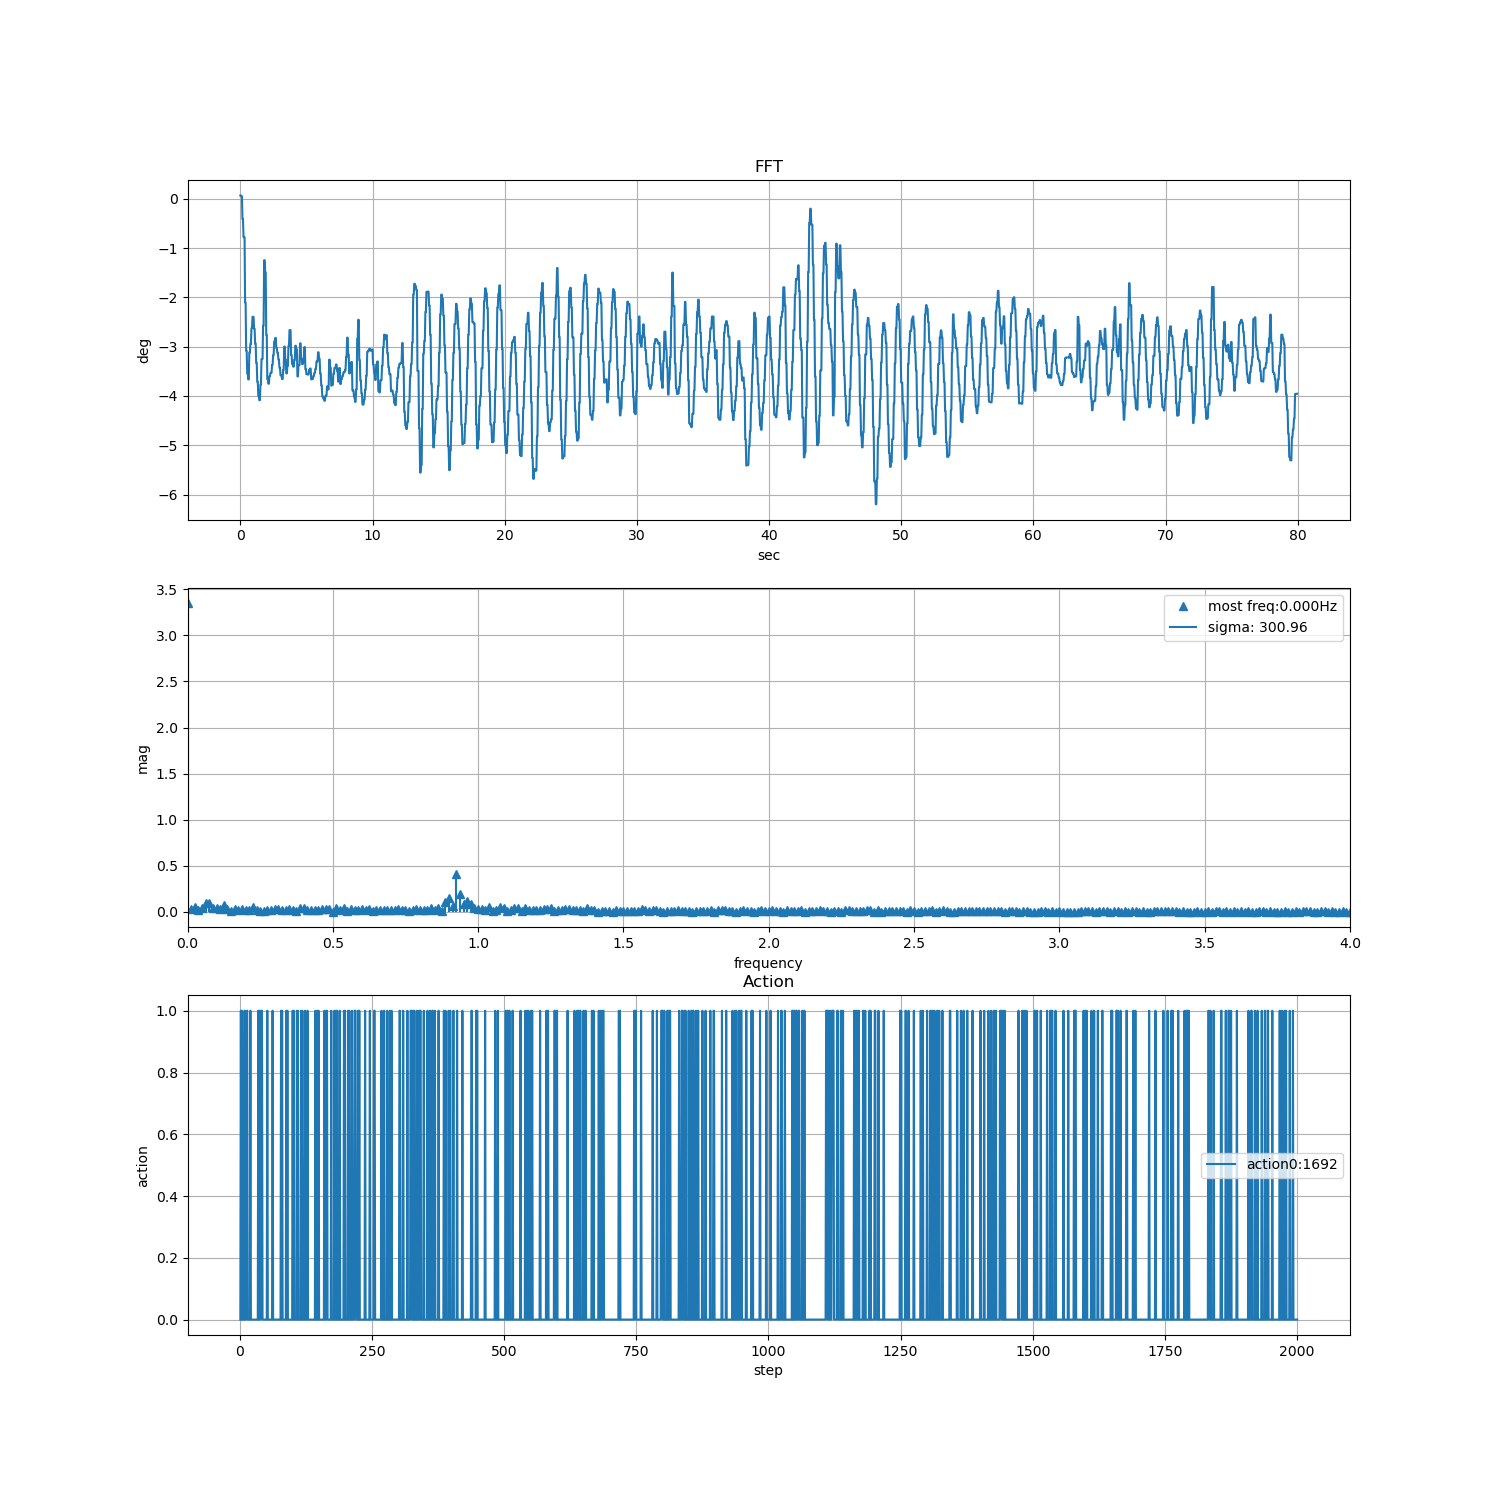 FFT
0
−1
−2
−3
−4
−5
−6
deg
0 10 20 30 40 50 60 70 80
sec
3.5
3.0
2.5
2.0
1.5
1.0
0.5
0.0
mag
most freq:0.000Hz
sigma: 300.96
0.0 0.5 1.0 1.5 2.0 2.5 3.0 3.5 4.0
frequency
Action
1.0
0.8
0.6
0.4
0.2
0.0
action
action0:1692
0 250 500 750 1000 1250 1500 1750 2000
step